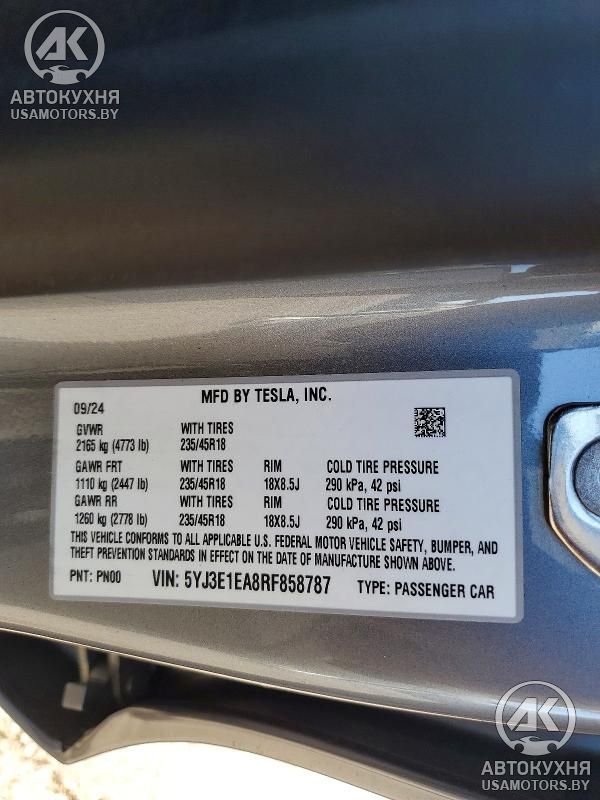 AK
АВТОКУХНЯ
USAMOTORS.BY
MFD BY TESLA, INC.
09/24
GVWR WITH TIRES
2165 kg (4773 lb) 235/45R18
GAWR FRT WITH TIRES RIM COLD TIRE PRESSURE
1110 kg (2447 lb) 235/45R18 18X8.5J 290 kPa, 42 psi
GAWR RR WITH TIRES RIM COLD TIRE PRESSURE
1260 kg (2778 lb) 235/45R18 18X8.5J 290 kPa, 42 psi
THIS VEHICLE CONFORMS TO ALL APPLICABLE U.S. FEDERAL MOTOR VEHICLE SAFETY, BUMPER, AND
THEFT PREVENTION STANDARDS IN EFFECT ON THE DATE OF MANUFACTURE SHOWN ABOVE.
PNT: PN00 VIN: 5YJ3E1EA8RF858787 TYPE: PASSENGER CAR
AK
АВТОКУХНЯ
USAMOTORS.BY